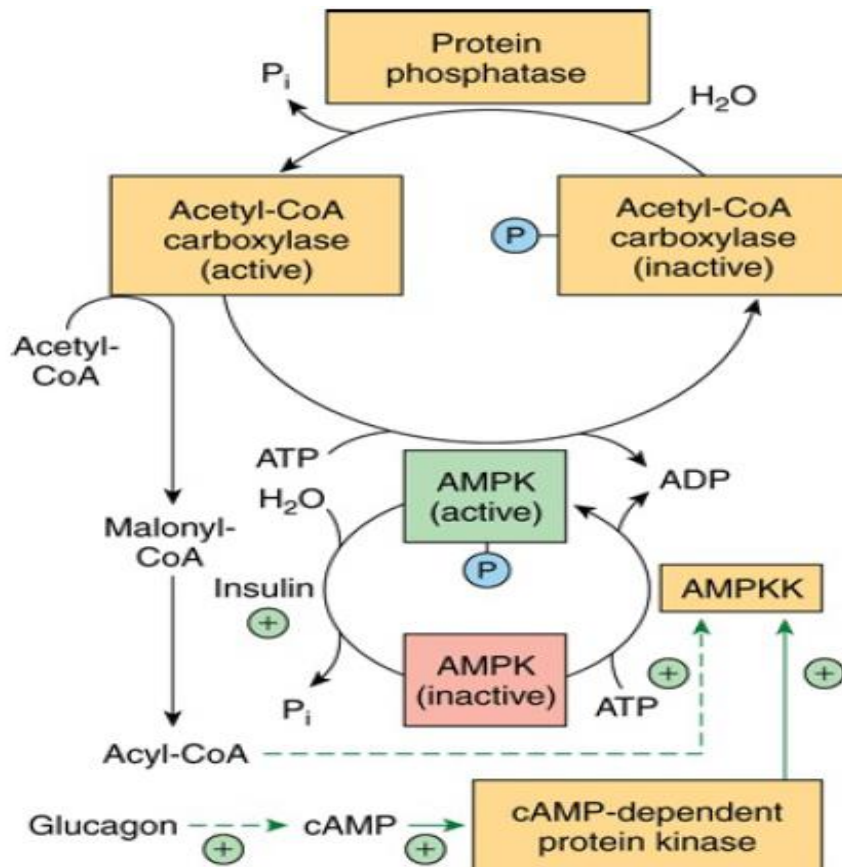 Protein
phosphatase
Pi
H2O
Acetyl-CoA
carboxylase
(active)
P
Acetyl-CoA
carboxylase
(inactive)
Acetyl-
CoA
ATP
ADP
H2O
AMPK
(active)
P
Malonyl-
CoA
Insulin
+
AMPKK
AMPK
(inactive)
+
+
Pi
ATP
Acyl-CoA
Glucagon
+
cAMP
+
cAMP-dependent
protein kinase